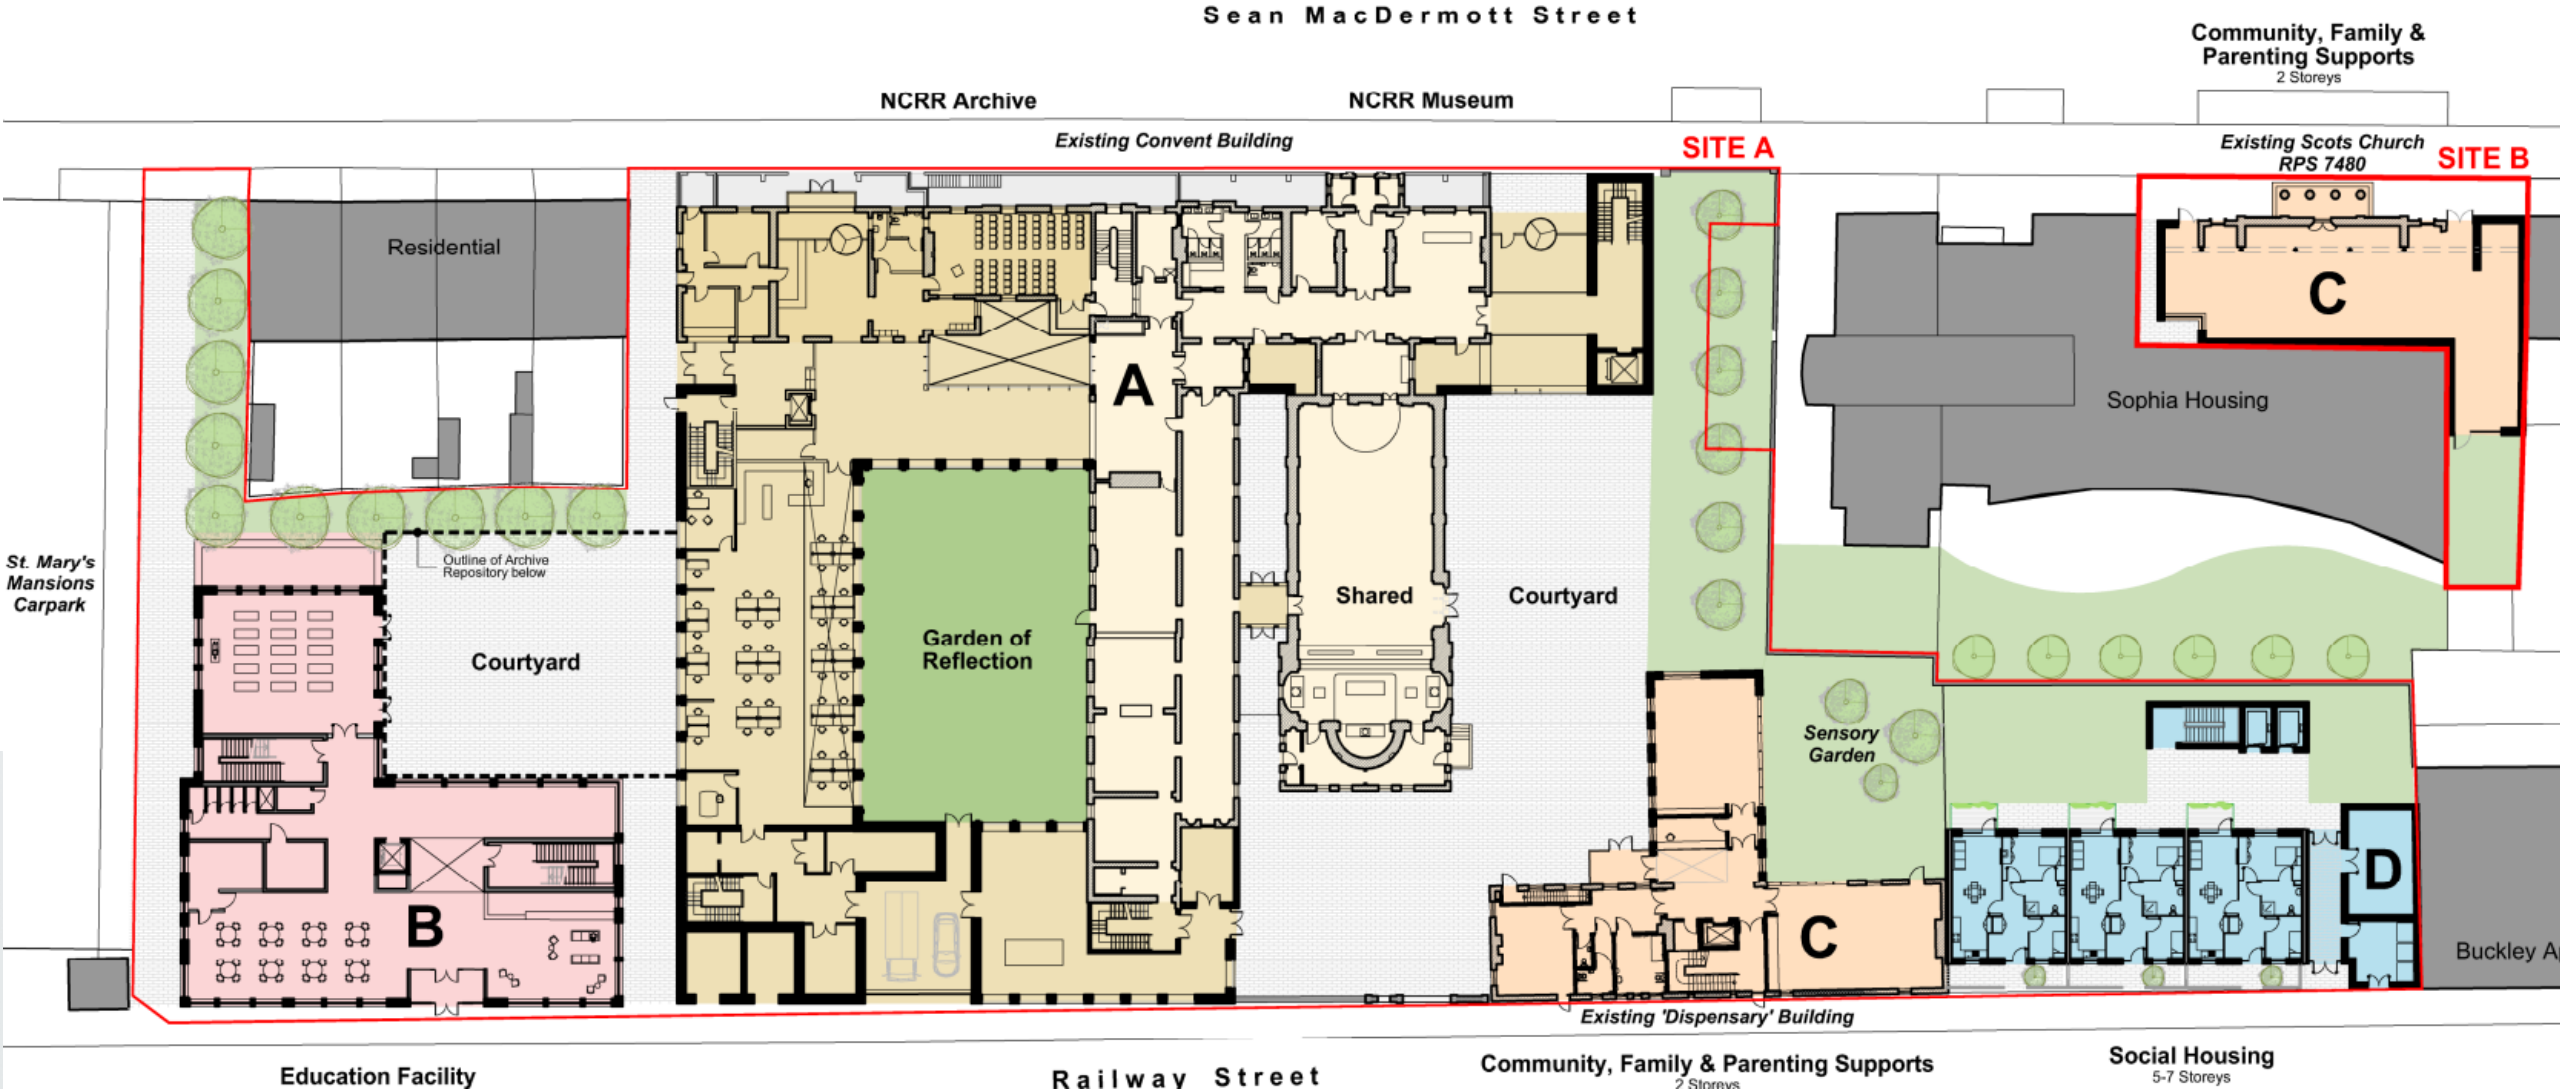 Sean MacDermott Street
Community, Family &
Parenting Supports
2 Storeys
NCRR Archive
NCRR Museum
Existing Convent Building
SITE A
Existing Scots Church
RPS 7480
SITE B
Residential
C
A
Sophia Housing
St. Mary's
Mansions
Carpark
Outline of Archive
Repository below
Shared
Courtyard
Garden of
Reflection
Courtyard
Sensory
Garden
B
C
D
Buckley Ap
Existing 'Dispensary' Building
Education Facility
Railway Street
Community, Family & Parenting Supports
2 Storeys
Social Housing
5-7 Storeys